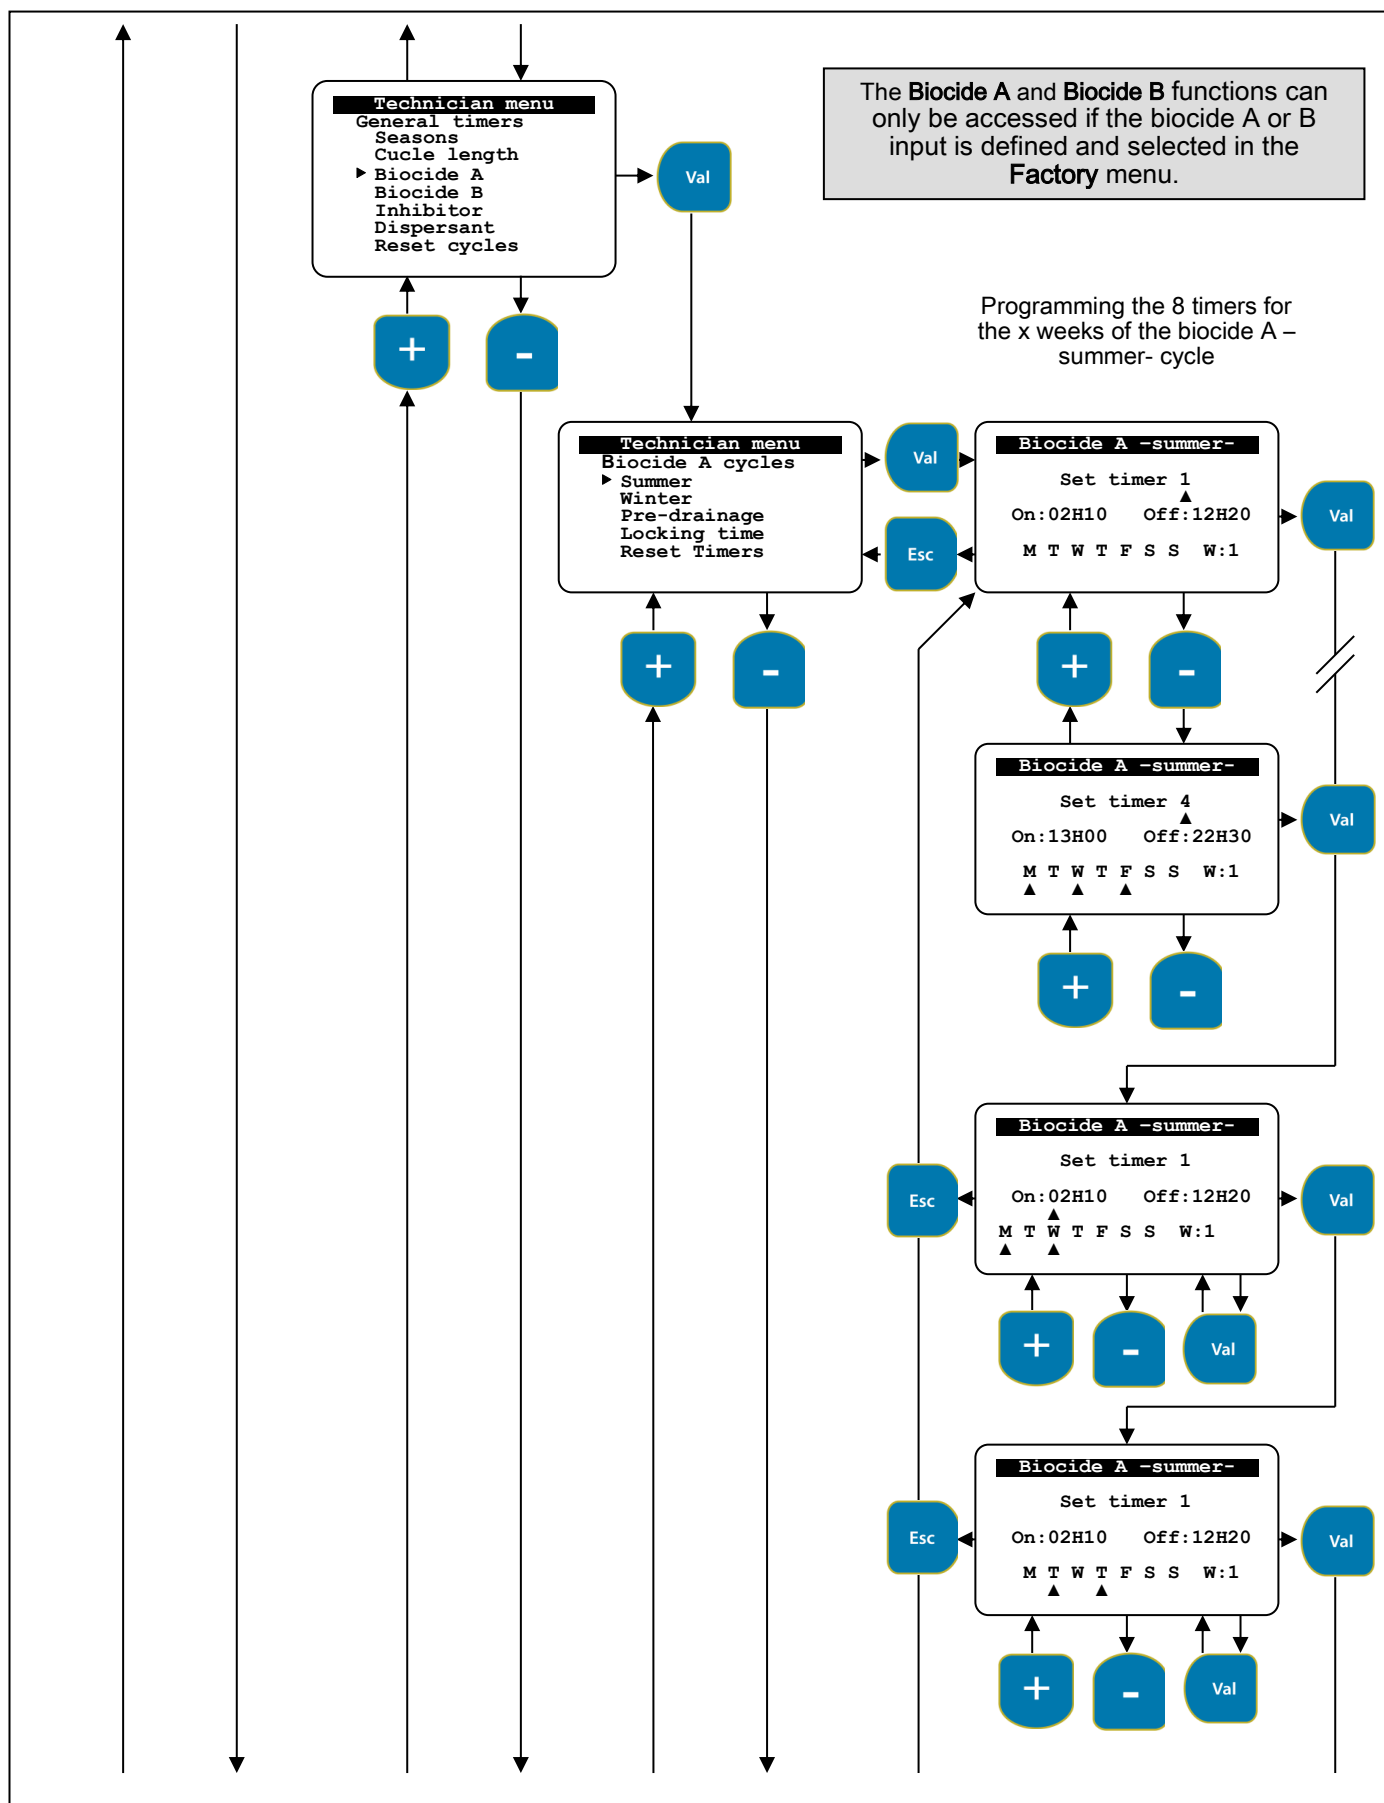 Technician menu
General timers
Seasons
Cucle length
▶ Biocide A
Biocide B
Inhibitor
Dispersant
Reset cycles
Val
The Biocide A and Biocide B functions can
only be accessed if the biocide A or B
input is defined and selected in the
Factory menu.
+
-
Programming the 8 timers for
the x weeks of the biocide A –
summer- cycle
Technician menu
Biocide A cycles
▶ Summer
Winter
Pre-drainage
Locking time
Reset Timers
Val
Esc
Biocide A –summer-
Set timer 1
▲
On:02H10 Off:12H20
M T W T F S S W:1
Val
+
-
+
-
Biocide A –summer-
Set timer 4
▲
On:13H00 Off:22H30
M T W T F S S W:1
▲ ▲ ▲
Val
+
-
Biocide A –summer-
Set timer 1
On:02H10 Off:12H20
▲
M T W T F S S W:1
▲ ▲
Esc
Val
+
-
Val
Biocide A –summer-
Set timer 1
On:02H10 Off:12H20
M T W T F S S W:1
▲ ▲
Esc
Val
+
-
Val